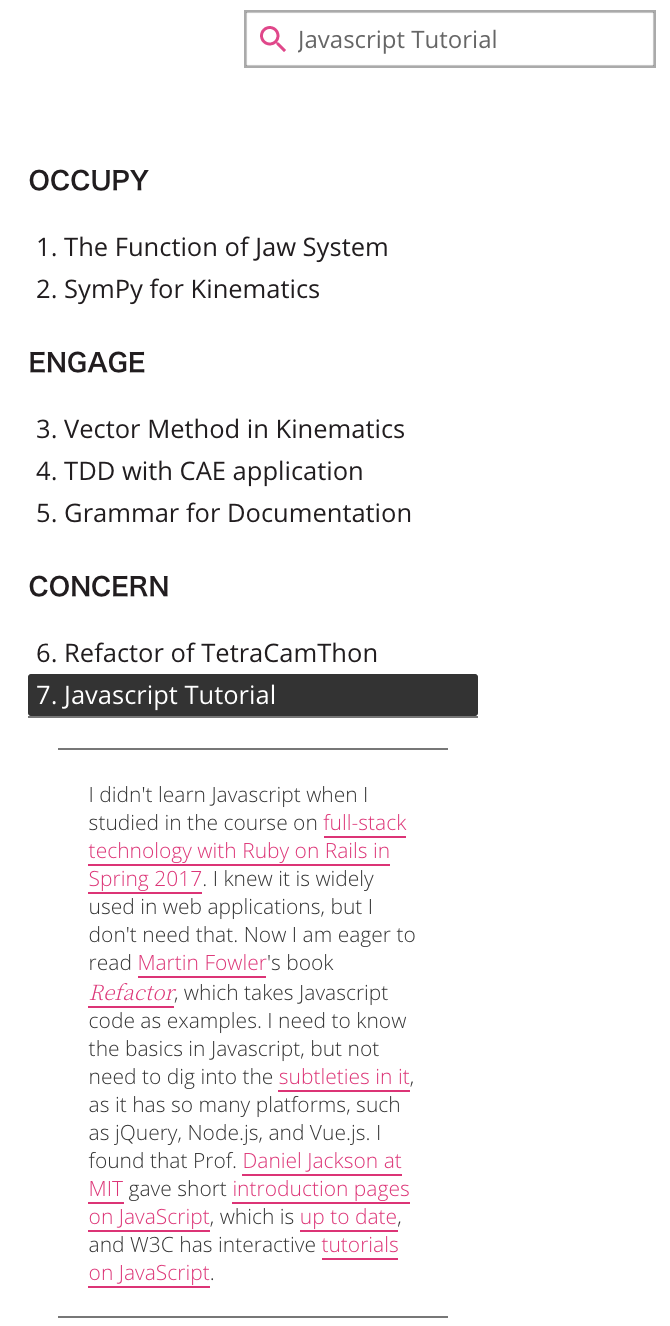 Javascript Tutorial
OCCUPY
1. The Function of Jaw System
2. SymPy for Kinematics
ENGAGE
3. Vector Method in Kinematics
4. TDD with CAE application
5. Grammar for Documentation
CONCERN
6. Refactor of TetraCamThon
7. Javascript Tutorial
I didn't learn Javascript when I
studied in the course on full-stack
technology with Ruby on Rails in
Spring 2017. I knew it is widely
used in web applications, but I
don't need that. Now I am eager to
read Martin Fowler's book
Refactor, which takes Javascript
code as examples. I need to know
the basics in Javascript, but not
need to dig into the subtleties in it,
as it has so many platforms, such
as jQuery, Node.js, and Vue.js. I
found that Prof. Daniel Jackson at
MIT gave short introduction pages
on JavaScript, which is up to date,
and W3C has interactive tutorials
on JavaScript.